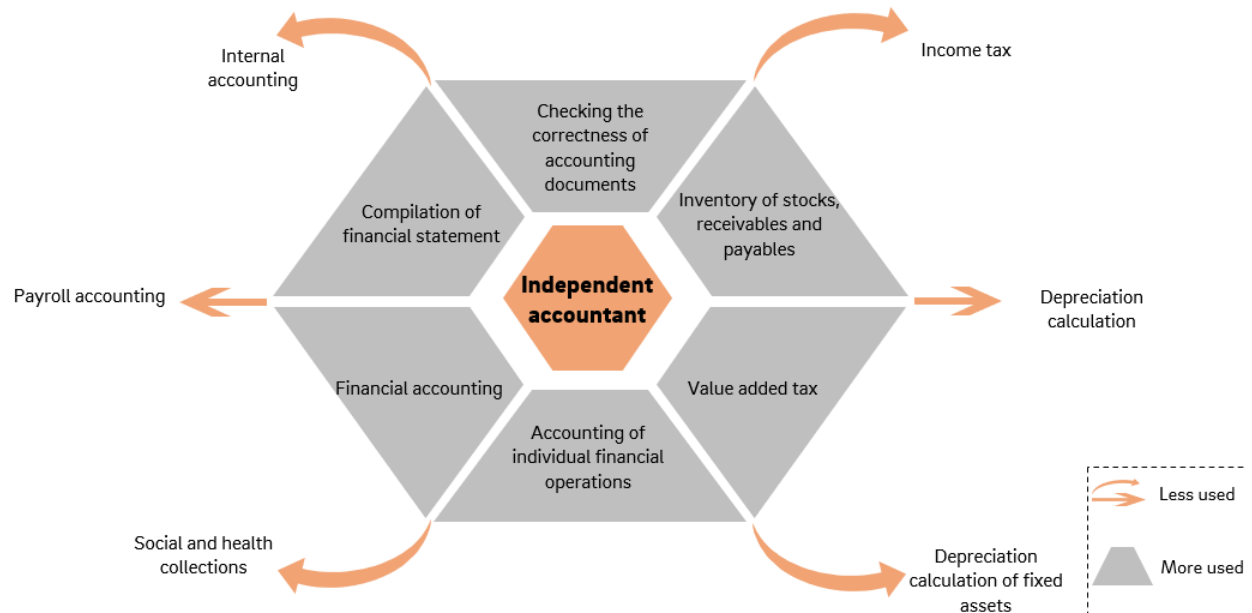 Internal
accounting
Income tax
Checking the
correctness of
accounting
documents
Compilation of
financial statement
Inventory of stocks,
receivables and
payables
Independent
accountant
Payroll accounting
Depreciation
calculation
Financial accounting
Value added tax
Accounting of
individual financial
operations
Social and health
collections
Depreciation
calculation of fixed
assets
Less used
More used